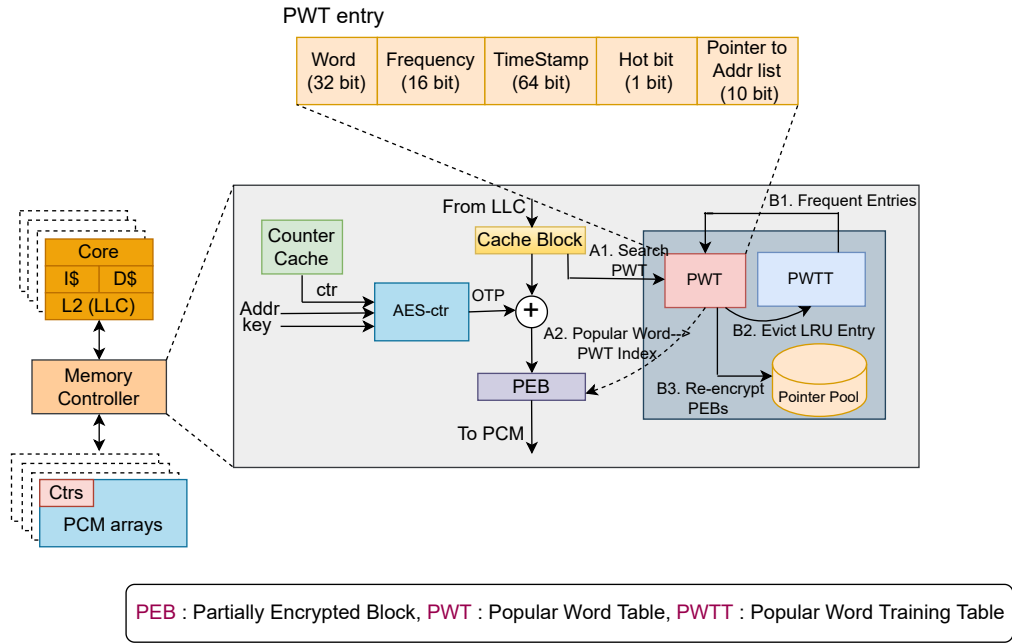 PWT entry
Word
(32 bit)
Frequency
(16 bit)
TimeStamp
(64 bit)
Hot bit
(1 bit)
Pointer to
Addr list
(10 bit)
From LLC
Cache Block
Counter
Cache
ctr
Addr
key
AES-ctr
OTP
+
A1. Search
PWT
A2. Popular Word-->
PWT Index
PEB
To PCM
B1. Frequent Entries
PWT
PWTT
B2. Evict LRU Entry
B3. Re-encrypt
PEBs
Pointer Pool
Core
I$
D$
L2 (LLC)
Memory
Controller
Ctrs
PCM arrays
PEB : Partially Encrypted Block, PWT : Popular Word Table, PWTT : Popular Word Training Table